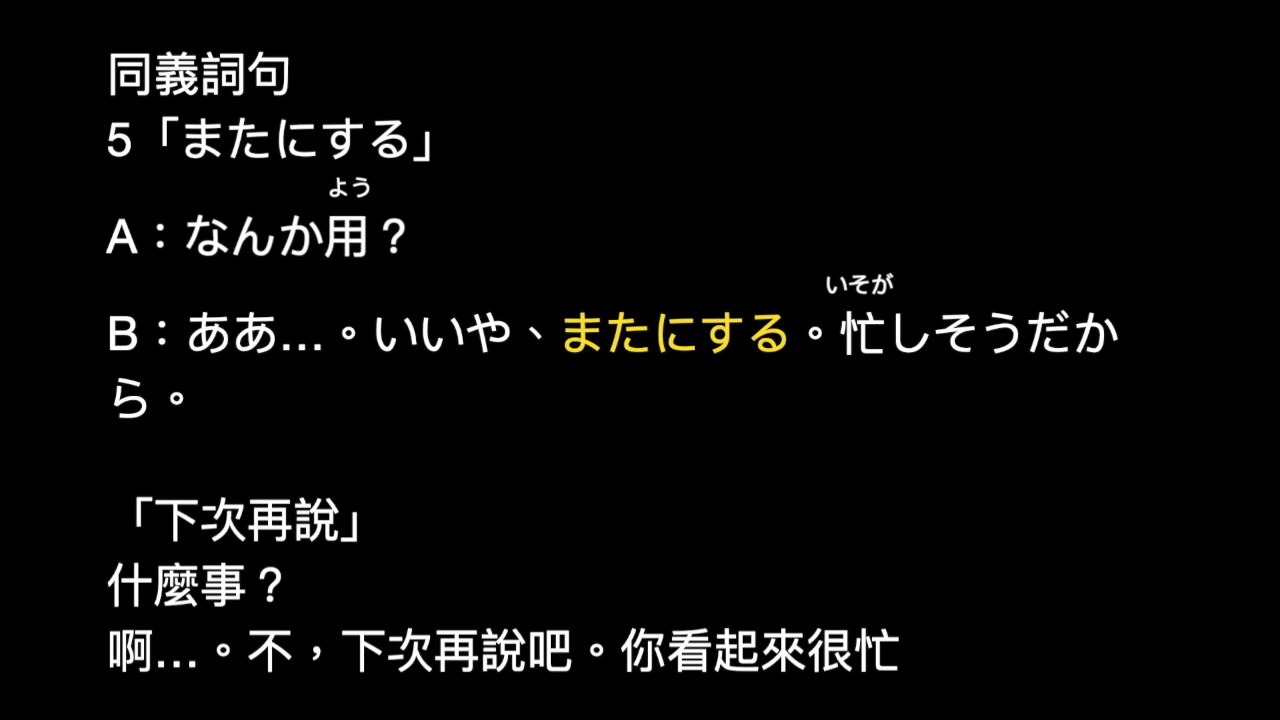 同義詞句
5「またにする」
よう
A：なんか用？
いそが
B：ああ...。いいや、またにする。忙しそうだか
ら。
「下次再說」
什麼事？
啊...。不，下次再說吧。你看起來很忙